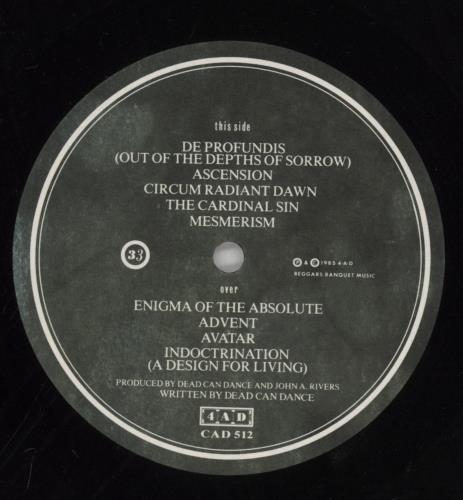 this side
DE PROFUNDIS
(OUT OF THE DEPTHS OF SORROW)
ASCENSION
CIRCUM RADIANT DAWN
THE CARDINAL SIN
MESMERISM
33
Ⓟ & Ⓒ 1985 4·A·D
BEGGARS BANQUET MUSIC
over
ENIGMA OF THE ABSOLUTE
ADVENT
AVATAR
INDOCTRINATION
(A DESIGN FOR LIVING)
PRODUCED BY DEAD CAN DANCE AND JOHN A. RIVERS
WRITTEN BY DEAD CAN DANCE
4·A·D
CAD 512